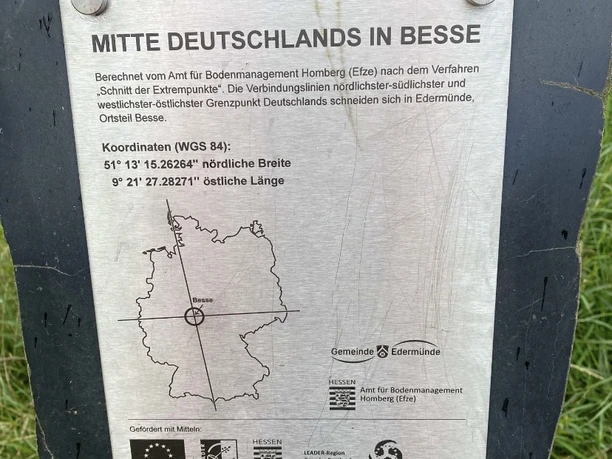 MITTE DEUTSCHLANDS IN BESSE
Berechnet vom Amt für Bodenmanagement Homberg (Efze) nach dem Verfahren
„Schnitt der Extrempunkte“. Die Verbindungslinien nördlichster-südlichster und
westlichster-östlichster Grenzpunkt Deutschlands schneiden sich in Edermünde,
Ortsteil Besse.
Koordinaten (WGS 84):
51° 13' 15.26264" nördliche Breite
9° 21' 27.28271" östliche Länge
Besse
Gemeinde Edermünde
HESSEN
Amt für Bodenmanagement
Homberg (Efze)
Gefördert mit Mitteln:
HESSEN
LEADER-Region